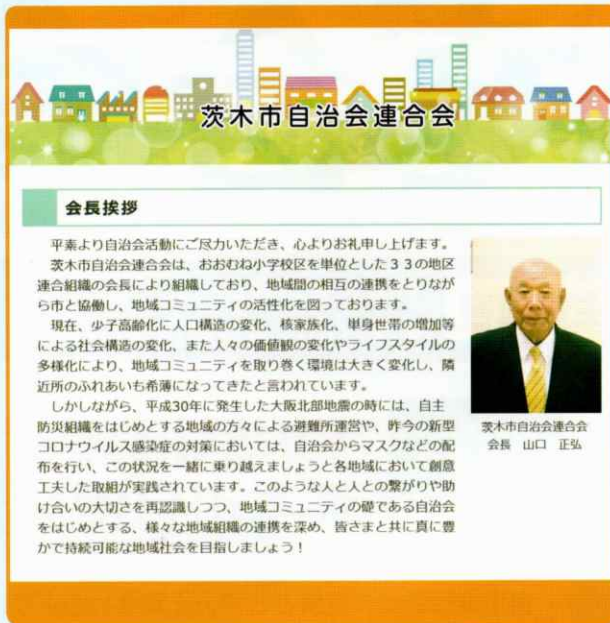 茨木市自治会連合会
会長挨拶
平素より自治会活動にご尽力いただき、心よりお礼申し上げます。
茨木市自治会連合会は、おおむね小学校区を単位とした３３の地区
連合組織の会長により組織しており、地域間の相互の連携をとりなが
ら市と協働し、地域コミュニティの活性化を図っております。
現在、少子高齢化に人口構造の変化、核家族化、単身世帯の増加等
による社会構造の変化、また人々の価値観の変化やライフスタイルの
多様化により、地域コミュニティを取り巻く環境は大きく変化し、隣
近所のふれあいも希薄になってきたと言われています。
しかしながら、平成30年に発生した大阪北部地震の時には、自主
防災組織をはじめとする地域の方々による避難所運営や、昨今の新型
コロナウイルス感染症の対策においては、自治会からマスクなどの配
布を行い、この状況を一緒に乗り越えましょうと各地域において創意
工夫した取組が実践されています。このような人と人との繋がりや助
け合いの大切さを再認識しつつ、地域コミュニティの礎である自治会
をはじめとする、様々な地域組織の連携を深め、皆さまと共に真に豊
かで持続可能な地域社会を目指しましょう！
茨木市自治会連合会
会長　山口　正弘